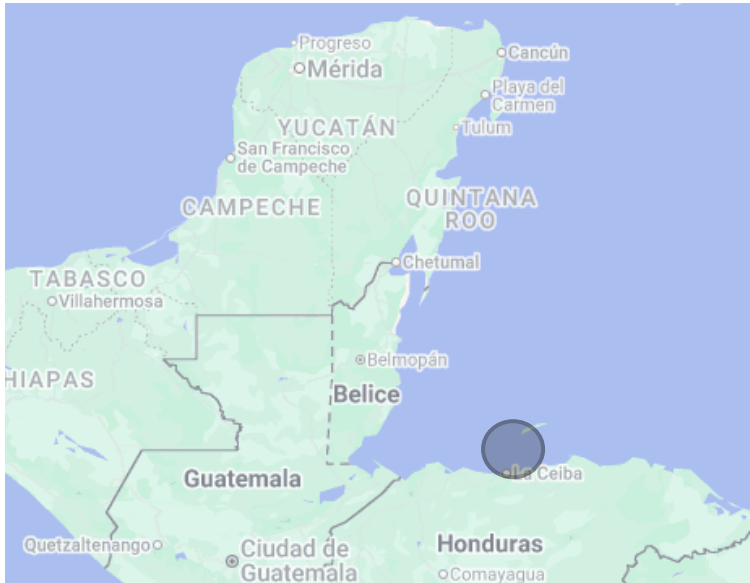 Progreso
Mérida
Cancún
Playa del
Carmen
YUCATÁN
Tulum
San Francisco
de Campeche
CAMPECHE
QUINTANA
ROO
Chetumal
TABASCO
Villahermosa
Belmopán
HIAPAS
Belice
La Ceiba
Guatemala
Quetzaltenango
Ciudad de
Guatemala
Honduras
Comayagua